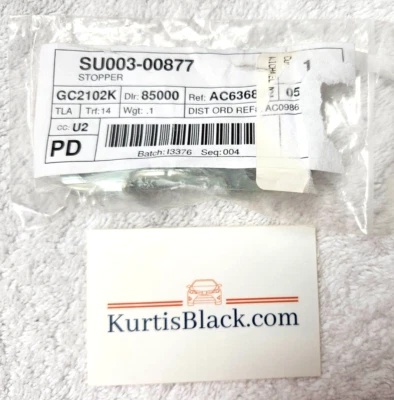 SU003-00877
STOPPER
1
GC2102K Dlr: 85000 Ref: AC6368 05
TLA Trf: 14 Wgt: .1 DIST ORD REF: AC0986
CC: U2
PD
Batch: I3376 Seq: 004
KurtisBlack.com